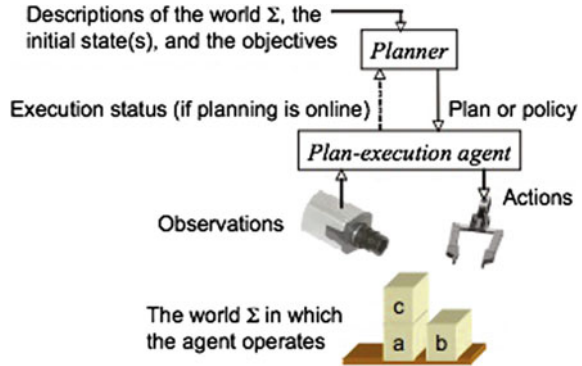 Descriptions of the world Σ, the
initial state(s), and the objectives
Planner
Execution status (if planning is online)
Plan or policy
Plan-execution agent
Observations
Actions
The world Σ in which
the agent operates
c
a
b